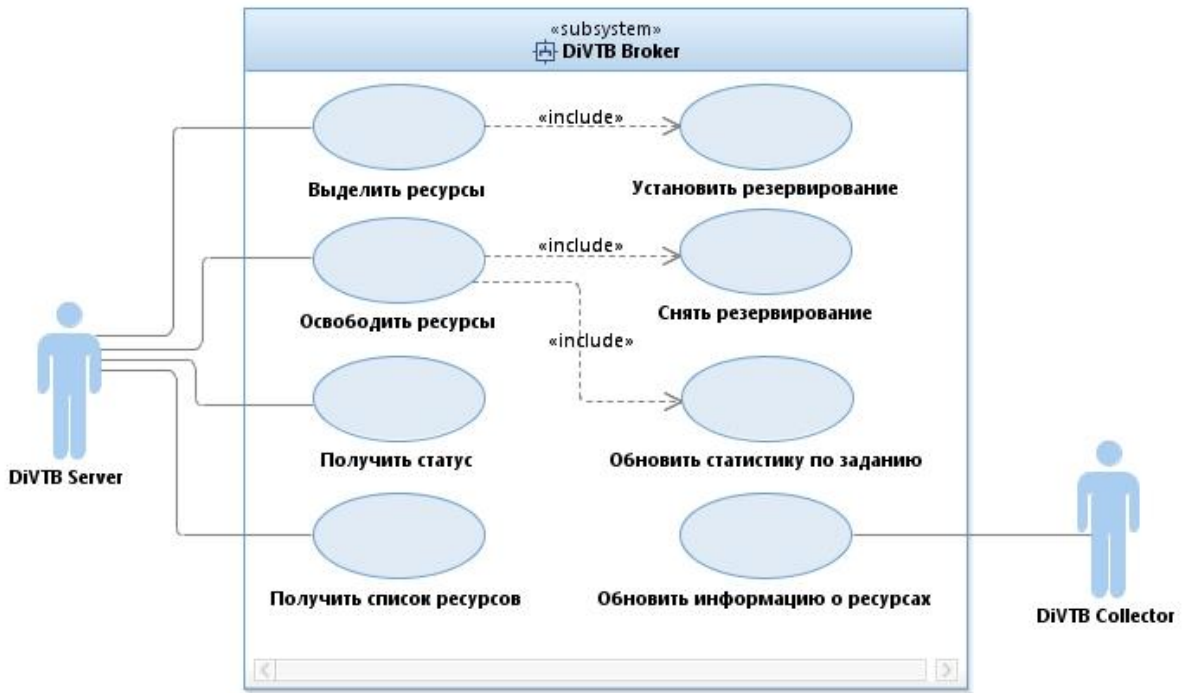 «subsystem»
DiVTB Broker
«include»
Выделить ресурсы
Установить резервирование
«include»
Освободить ресурсы
Снять резервирование
«include»
Получить статус
Обновить статистику по заданию
DiVTB Server
Получить список ресурсов
Обновить информацию о ресурсах
DiVTB Collector